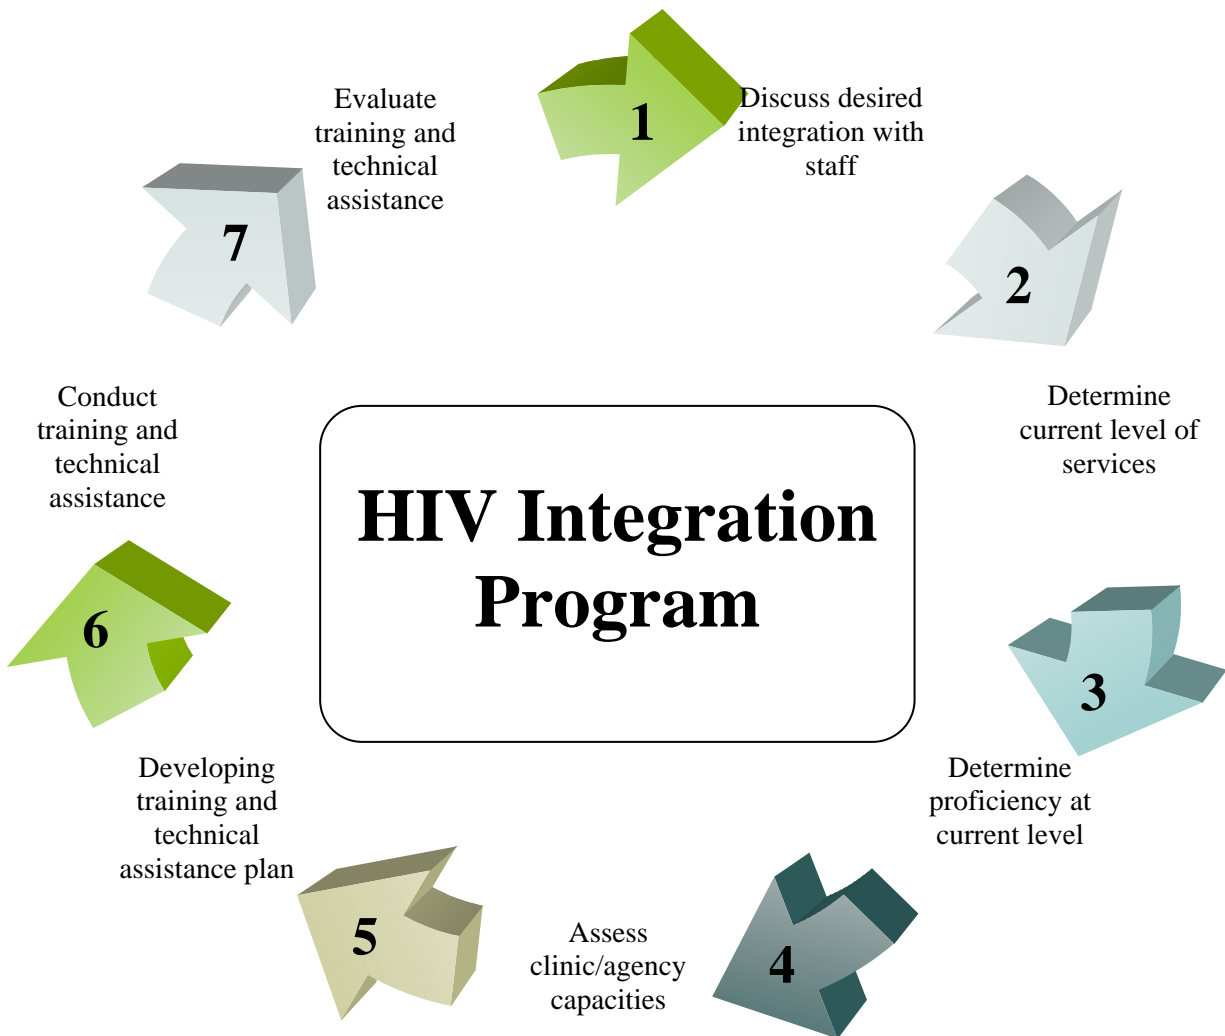 1
Discuss desired
integration with
staff
2
Determine
current level of
services
3
Determine
proficiency at
current level
4
Assess
clinic/agency
capacities
5
Developing
training and
technical
assistance plan
6
Conduct
training and
technical
assistance
7
Evaluate
training and
technical
assistance
HIV Integration
Program